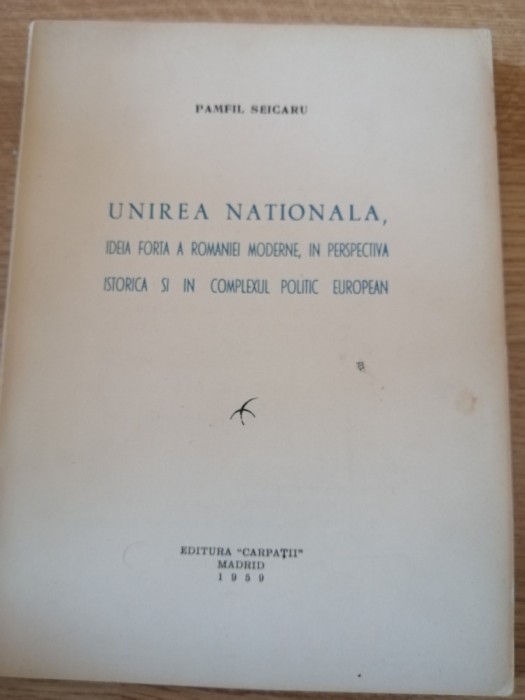 PAMFIL SEICARU
UNIREA NATIONALA,
IDEIA FORTA A ROMANIEI MODERNE, IN PERSPECTIVA
ISTORICA SI IN COMPLEXUL POLITIC EUROPEAN
EDITURA "CARPAŢII"
MADRID
1959